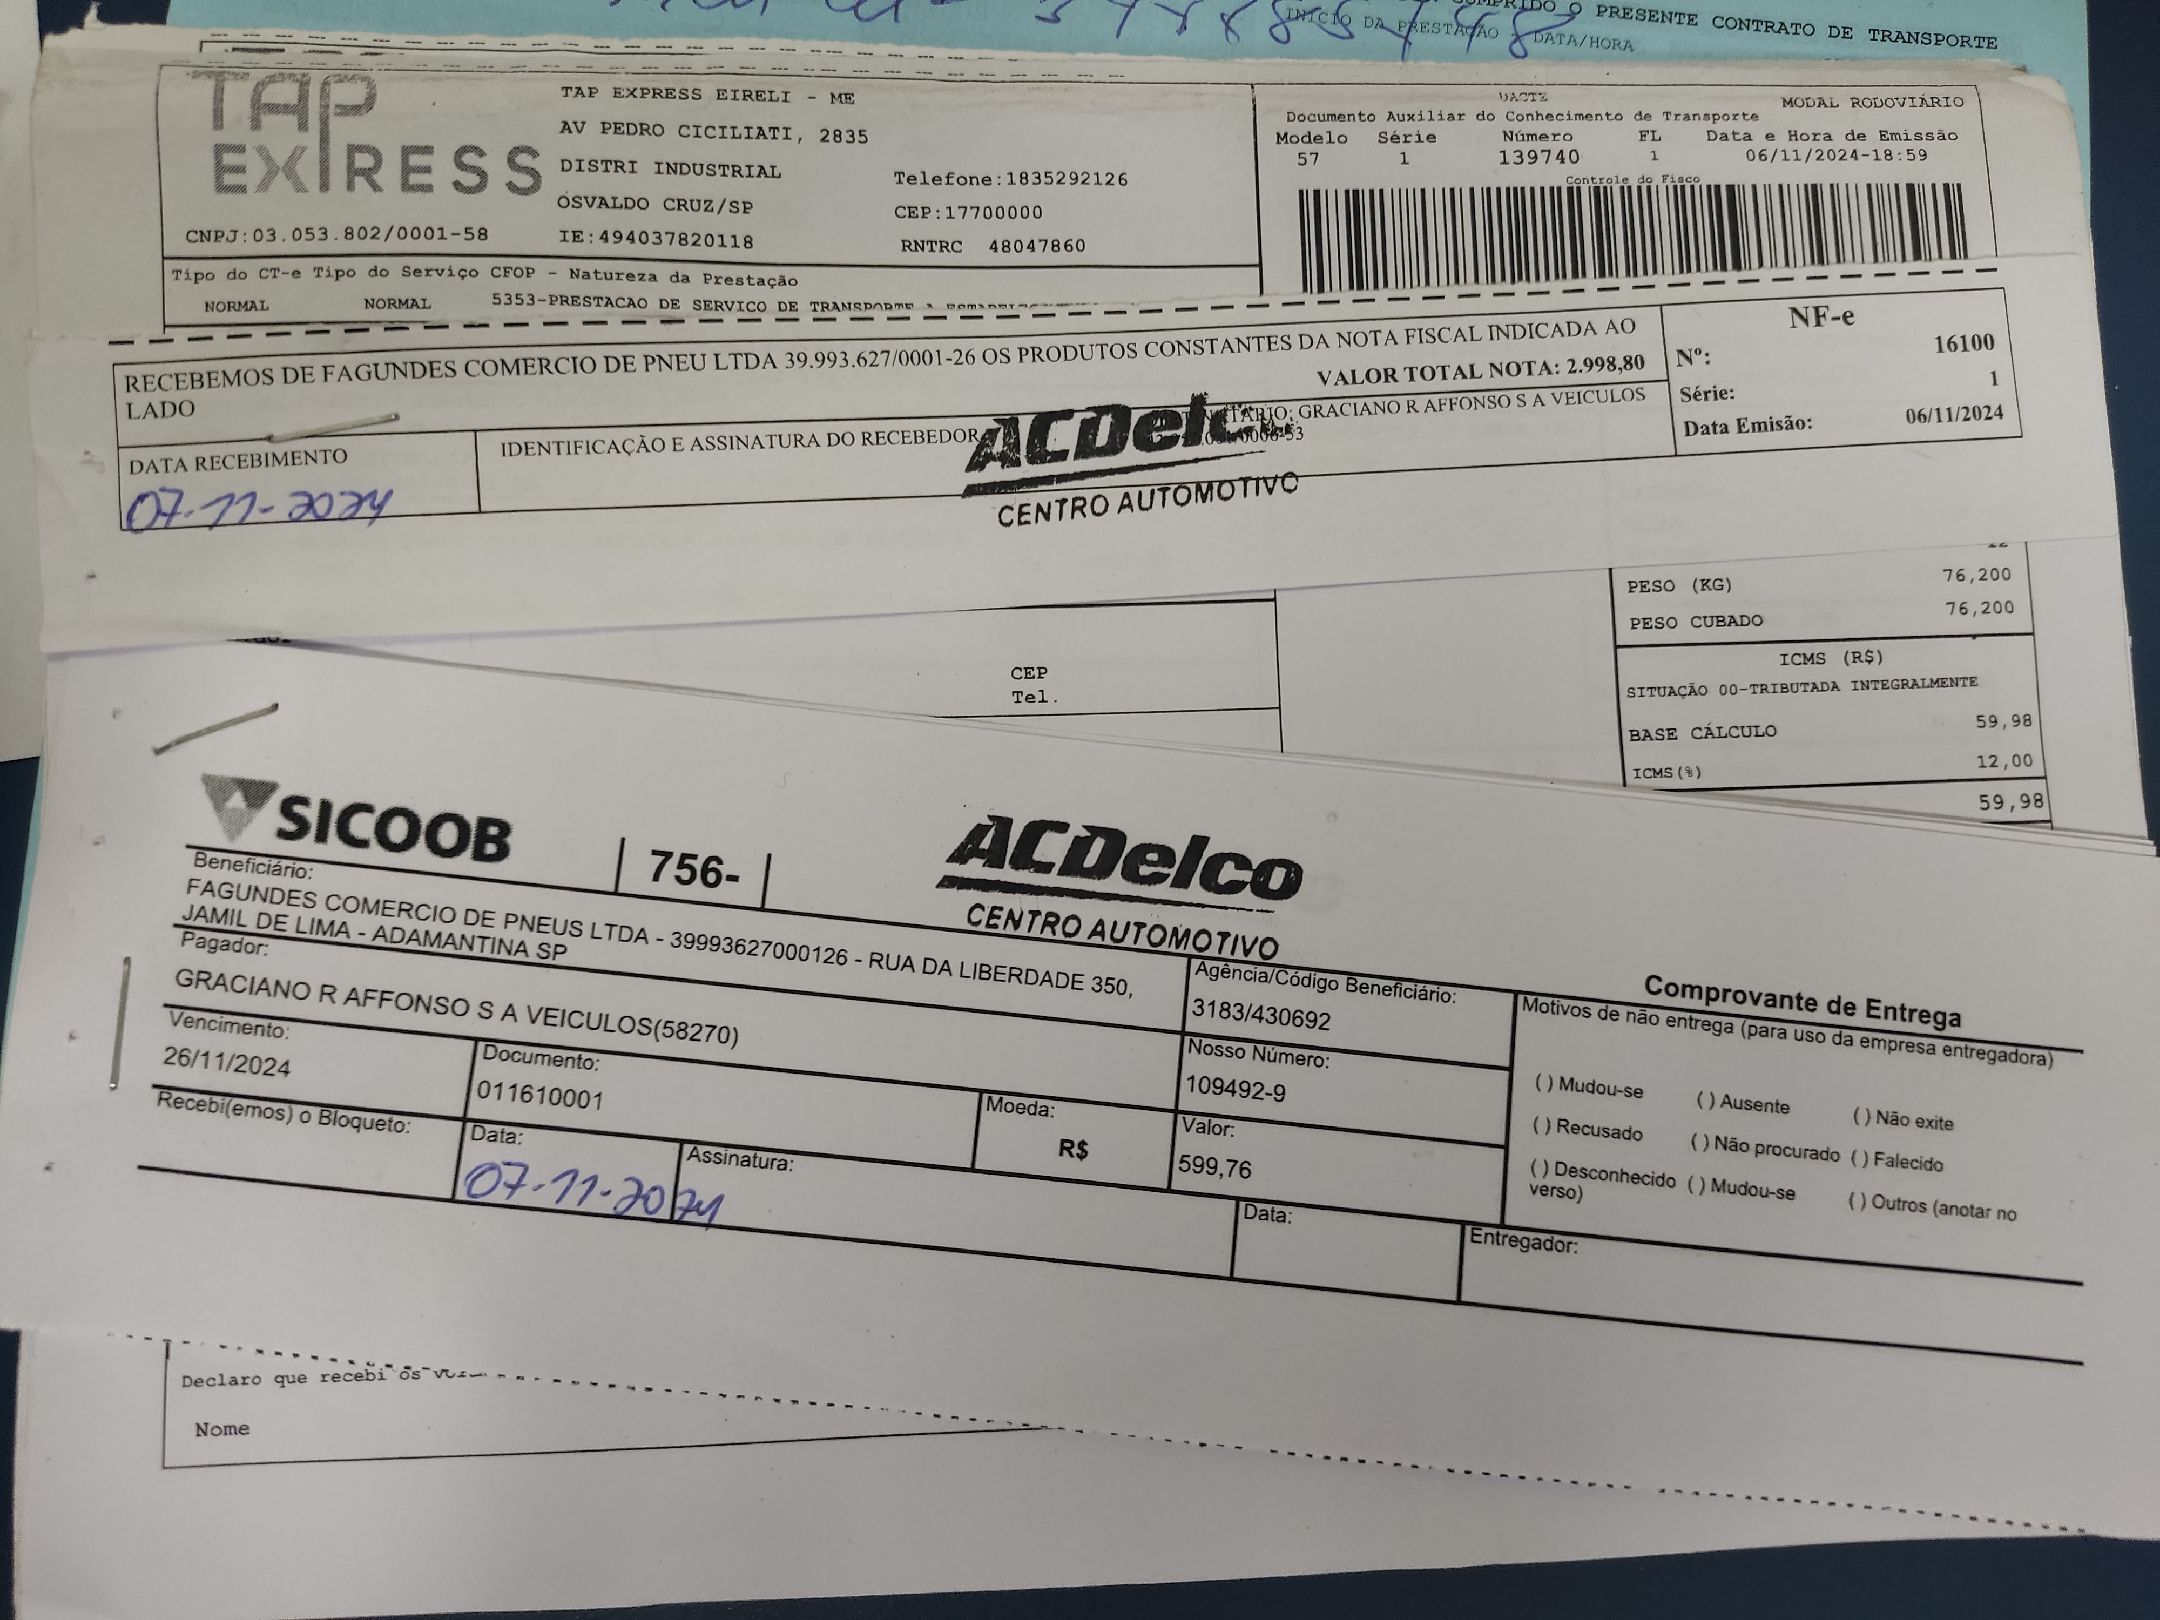 O PRESENTE CONTRATO DE TRANSPORTE
INÍCIO DA PRESTAÇÃO DATA/HORA
TAP EXPRESS
TAP EXPRESS EIRELI - ME
AV PEDRO CICILIATI, 2835
DISTRI INDUSTRIAL
OSVALDO CRUZ/SP
Telefone:1835292126
CEP:17700000
CNPJ:03.053.802/0001-58
IE:494037820118
RNTRC 48047860
DACTE
MODAL RODOVIÁRIO
Documento Auxiliar do Conhecimento de Transporte
Modelo Série Número FL Data e Hora de Emissão
57 1 139740 1 06/11/2024-18:59
Controle do Fisco
Tipo do CT-e Tipo do Serviço CFOP - Natureza da Prestação
NORMAL NORMAL 5353-PRESTACAO DE SERVICO DE TRANSPORTE
RECEBEMOS DE FAGUNDES COMERCIO DE PNEU LTDA 39.993.627/0001-26 OS PRODUTOS CONSTANTES DA NOTA FISCAL INDICADA AO
LADO
VALOR TOTAL NOTA: 2.998,80
GRACIANO R AFFONSO S A VEICULOS
NF-e
Nº: 16100
Série: 1
Data Emisão: 06/11/2024
DATA RECEBIMENTO
07-11-2024
IDENTIFICAÇÃO E ASSINATURA DO RECEBEDOR
ACDelco
CENTRO AUTOMOTIVO
PESO (KG) 76,200
PESO CUBADO 76,200
ICMS (R$)
SITUAÇÃO 00-TRIBUTADA INTEGRALMENTE
BASE CÁLCULO 59,98
ICMS(%) 12,00
59,98
CEP
Tel.
SICOOB
756-
ACDelco
CENTRO AUTOMOTIVO
Comprovante de Entrega
Beneficiário:
FAGUNDES COMERCIO DE PNEUS LTDA - 39993627000126 - RUA DA LIBERDADE 350,
JAMIL DE LIMA - ADAMANTINA SP
Agência/Código Beneficiário:
3183/430692
Motivos de não entrega (para uso da empresa entregadora)
( ) Mudou-se ( ) Ausente ( ) Não exite
( ) Recusado ( ) Não procurado ( ) Falecido
( ) Desconhecido ( ) Mudou-se ( ) Outros (anotar no
verso)
Pagador:
GRACIANO R AFFONSO S A VEICULOS(58270)
Nosso Número:
109492-9
Vencimento:
26/11/2024
Documento:
011610001
Moeda:
R$
Valor:
599,76
Recebi(emos) o Bloqueto:
Data:
07-11-2024
Assinatura:
Data:
Entregador:
Declaro que recebi os
Nome